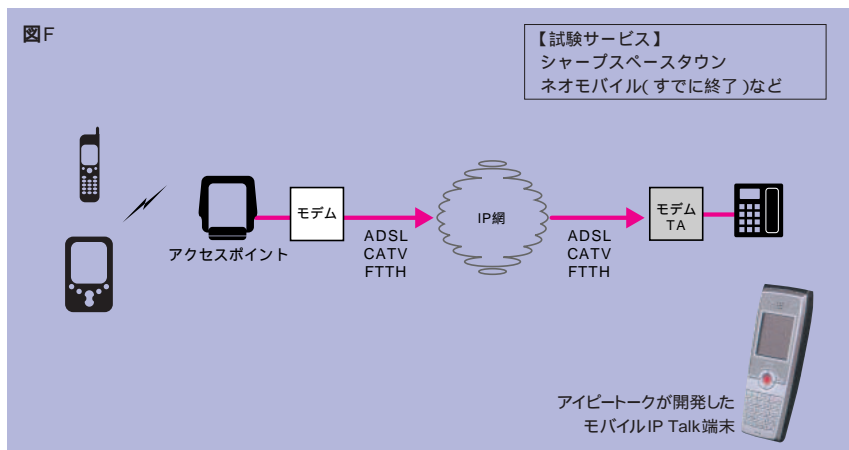 図F
【試験サービス】
シャープスペースタウン
ネオモバイル(すでに終了)など
アクセスポイント
モデム
ADSL
CATV
FTTH
IP網
ADSL
CATV
FTTH
モデム
TA
アイピートークが開発した
モバイルIP Talk端末